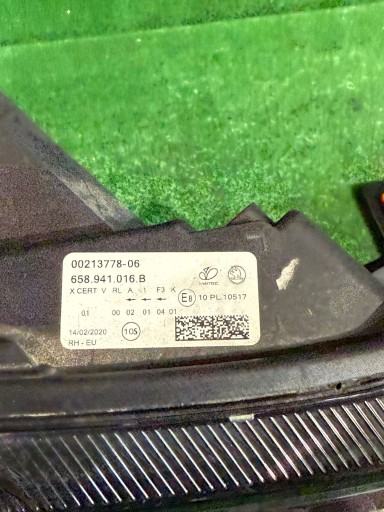 00213778-06
658.941.016.B
X CERT V RL A F3 K
01 00 02 01 04 01
E8 10 PL 10517
14/02/2020 10S
RH - EU